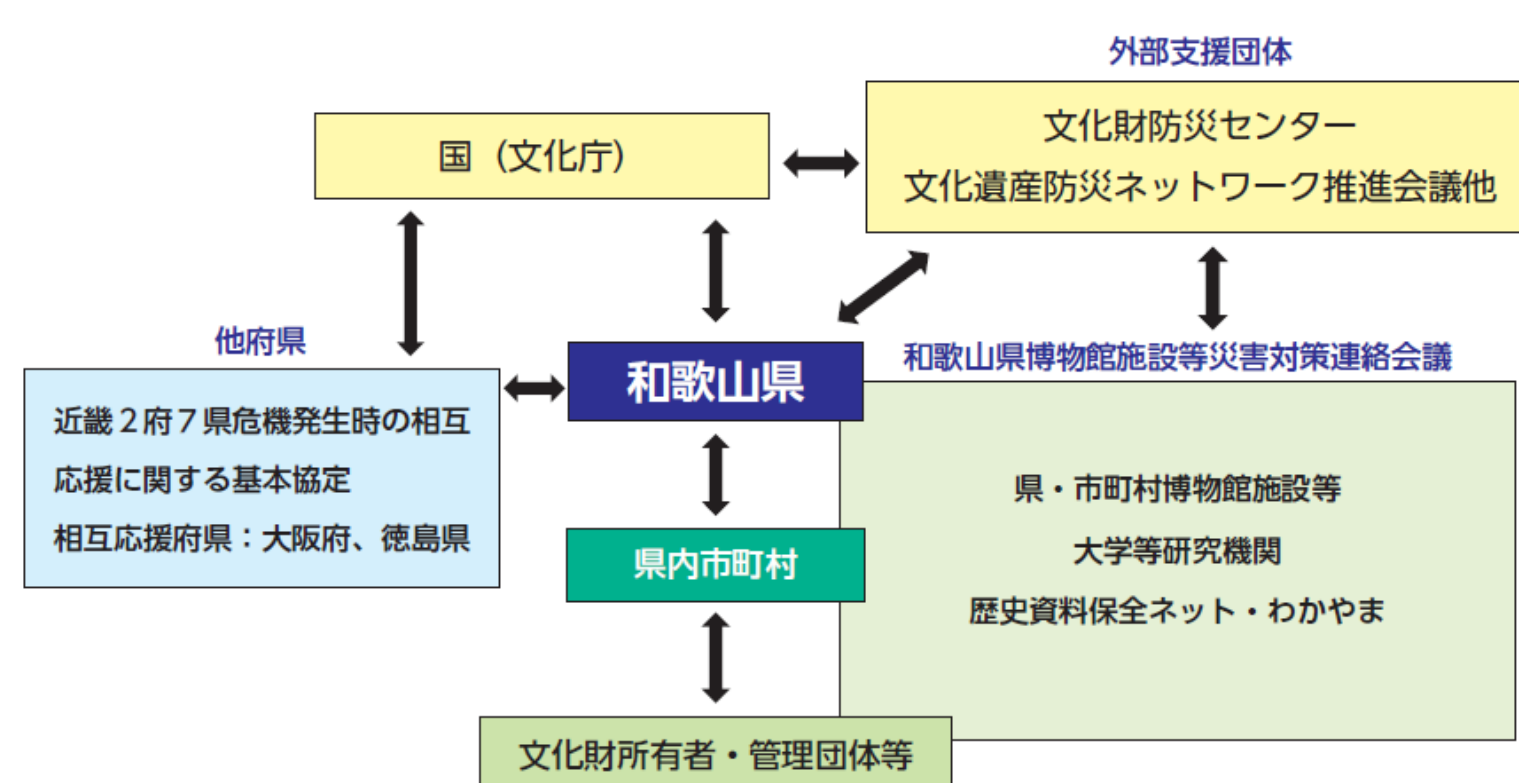 外部支援団体
文化財防災センター
文化遺産防災ネットワーク推進会議他
国（文化庁）
他府県
近畿２府７県危機発生時の相互
応援に関する基本協定
相互応援府県：大阪府、徳島県
和歌山県
和歌山県博物館施設等災害対策連絡会議
県・市町村博物館施設等
大学等研究機関
歴史資料保全ネット・わかやま
県内市町村
文化財所有者・管理団体等